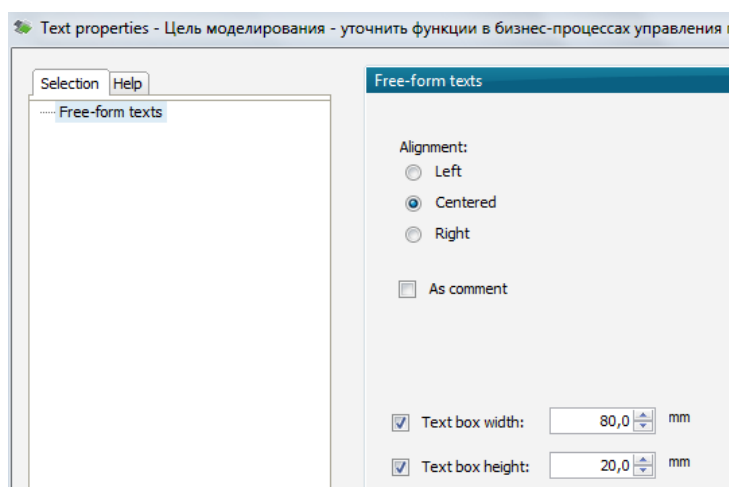 Text properties - Цель моделирования - уточнить функции в бизнес-процессах управления
Selection Help
Free-form texts
Free-form texts
Alignment:
Left
Centered
Right
As comment
Text box width: 80,0 mm
Text box height: 20,0 mm